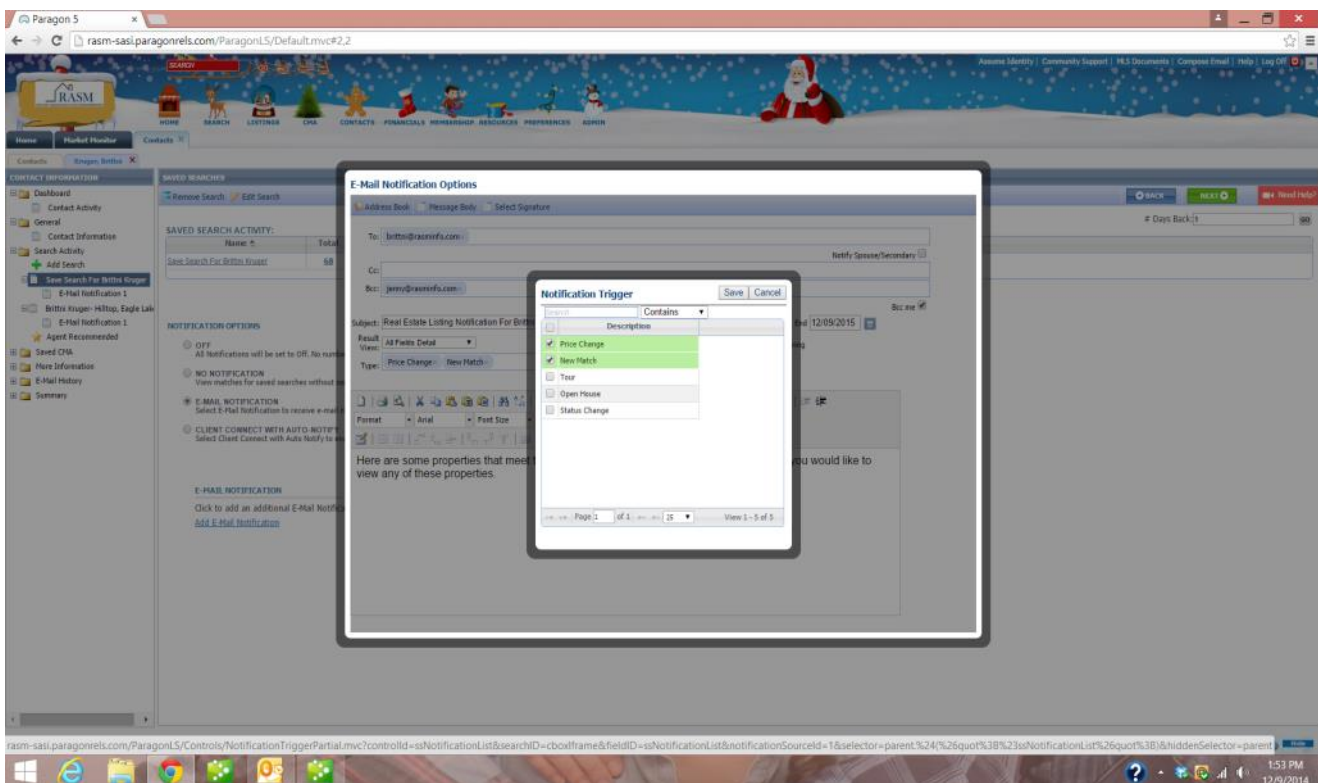 Paragon 5
rasm-sasi.paragonrels.com/ParagonLS/Default.mvc#2,2
SEARCH
Assume Identity | Community Support | MLS Documents | Compose Email | Help | Log Off
RASM
HOME SEARCH LISTINGS CMA CONTACTS FINANCIALS MEMBERSHIP RESOURCES PREFERENCES ADMIN
Home Market Monitor Contacts
Contacts Kruger, Brittni
CONTACT INFORMATION
Dashboard
Contact Activity
General
Contact Information
Search Activity
Add Search
Save Search For Brittni Kruger
E-Mail Notification 1
Brittni Kruger- Hilltop, Eagle Lak
E-Mail Notification 1
Agent Recommended
Saved CMA
More Information
E-Mail History
Summary
SAVED SEARCHES
Remove Search Edit Search
BACK NEXT Need Help?
# Days Back: 1 GO
SAVED SEARCH ACTIVITY:
Name Total
Save Search For Brittni Kruger 68
NOTIFICATION OPTIONS
OFF
All Notifications will be set to Off. No numbe
NO NOTIFICATION
View matches for saved searches without
E-MAIL NOTIFICATION
Select E-Mail Notification to receive e-mail
CLIENT CONNECT WITH AUTO-NOTIFY
Select Client Connect with Auto Notify to
E-MAIL NOTIFICATION
Click to add an additional E-Mail Notific
Add E-Mail Notification
E-Mail Notification Options
Address Book Message Body Select Signature
To: brittni@rasminfo.com
Notify Spouse/Secondary
Cc:
Bcc: jenny@rasminfo.com
Bcc me
Subject: Real Estate Listing Notification For Britt
End 12/09/2015
Result View: All Fields Detail
Type: Price Change New Match
Format Arial Font Size
Here are some properties that meet
you would like to
view any of these properties.
Notification Trigger Save Cancel
Search Contains
Description
Price Change
New Match
Tour
Open House
Status Change
Page 1 of 1 25 View 1 - 5 of 5
rasm-sasi.paragonrels.com/ParagonLS/Controls/NotificationTriggerPartial.mvc?controlId=ssNotificationList&searchID=cboxIframe&fieldID=ssNotificationList&notificationSourceId=1&selector=parent.%24(%26quot%3B%23ssNotificationList%26quot%3B)&hiddenSelector=parent
1:53 PM
12/9/2014